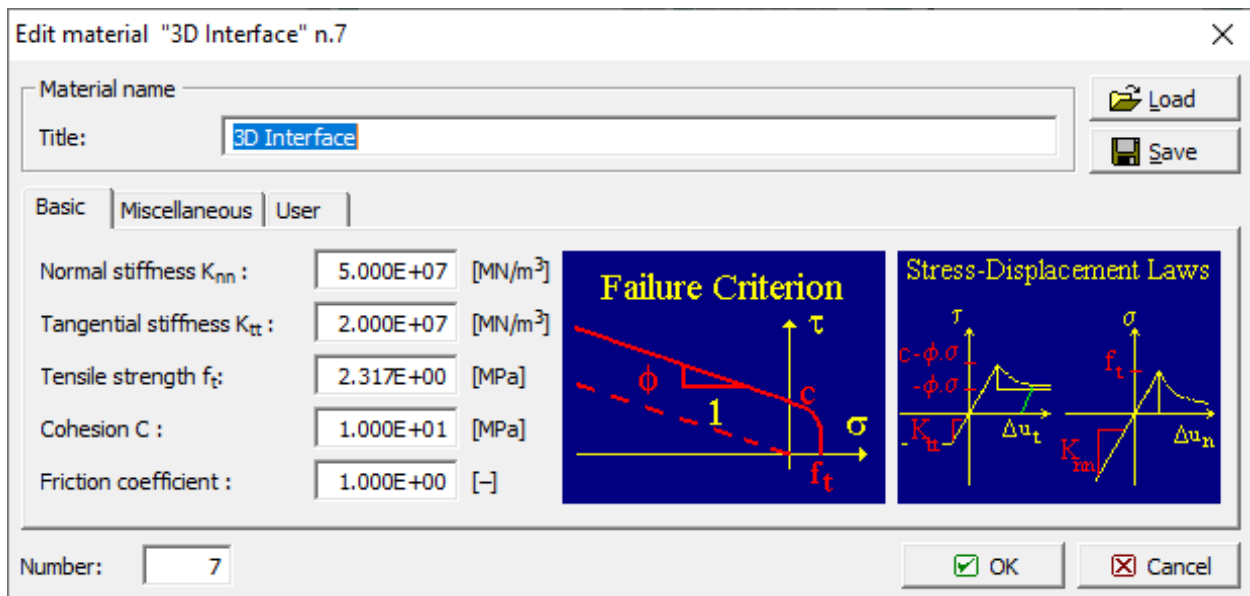 Edit material "3D Interface" n.7
Material name
Title: 3D Interface
Load
Save
Basic Miscellaneous User
Normal stiffness Knn : 5.000E+07 [MN/m³]
Tangential stiffness Ktt : 2.000E+07 [MN/m³]
Tensile strength ft: 2.317E+00 [MPa]
Cohesion C : 1.000E+01 [MPa]
Friction coefficient : 1.000E+00 [–]
Failure Criterion
τ
ϕ
1
c
σ
ft
Stress-Displacement Laws
τ
c-ϕ.σ
-ϕ.σ
Ktt
Δut
σ
ft
Knn
Δun
Number: 7
OK
Cancel